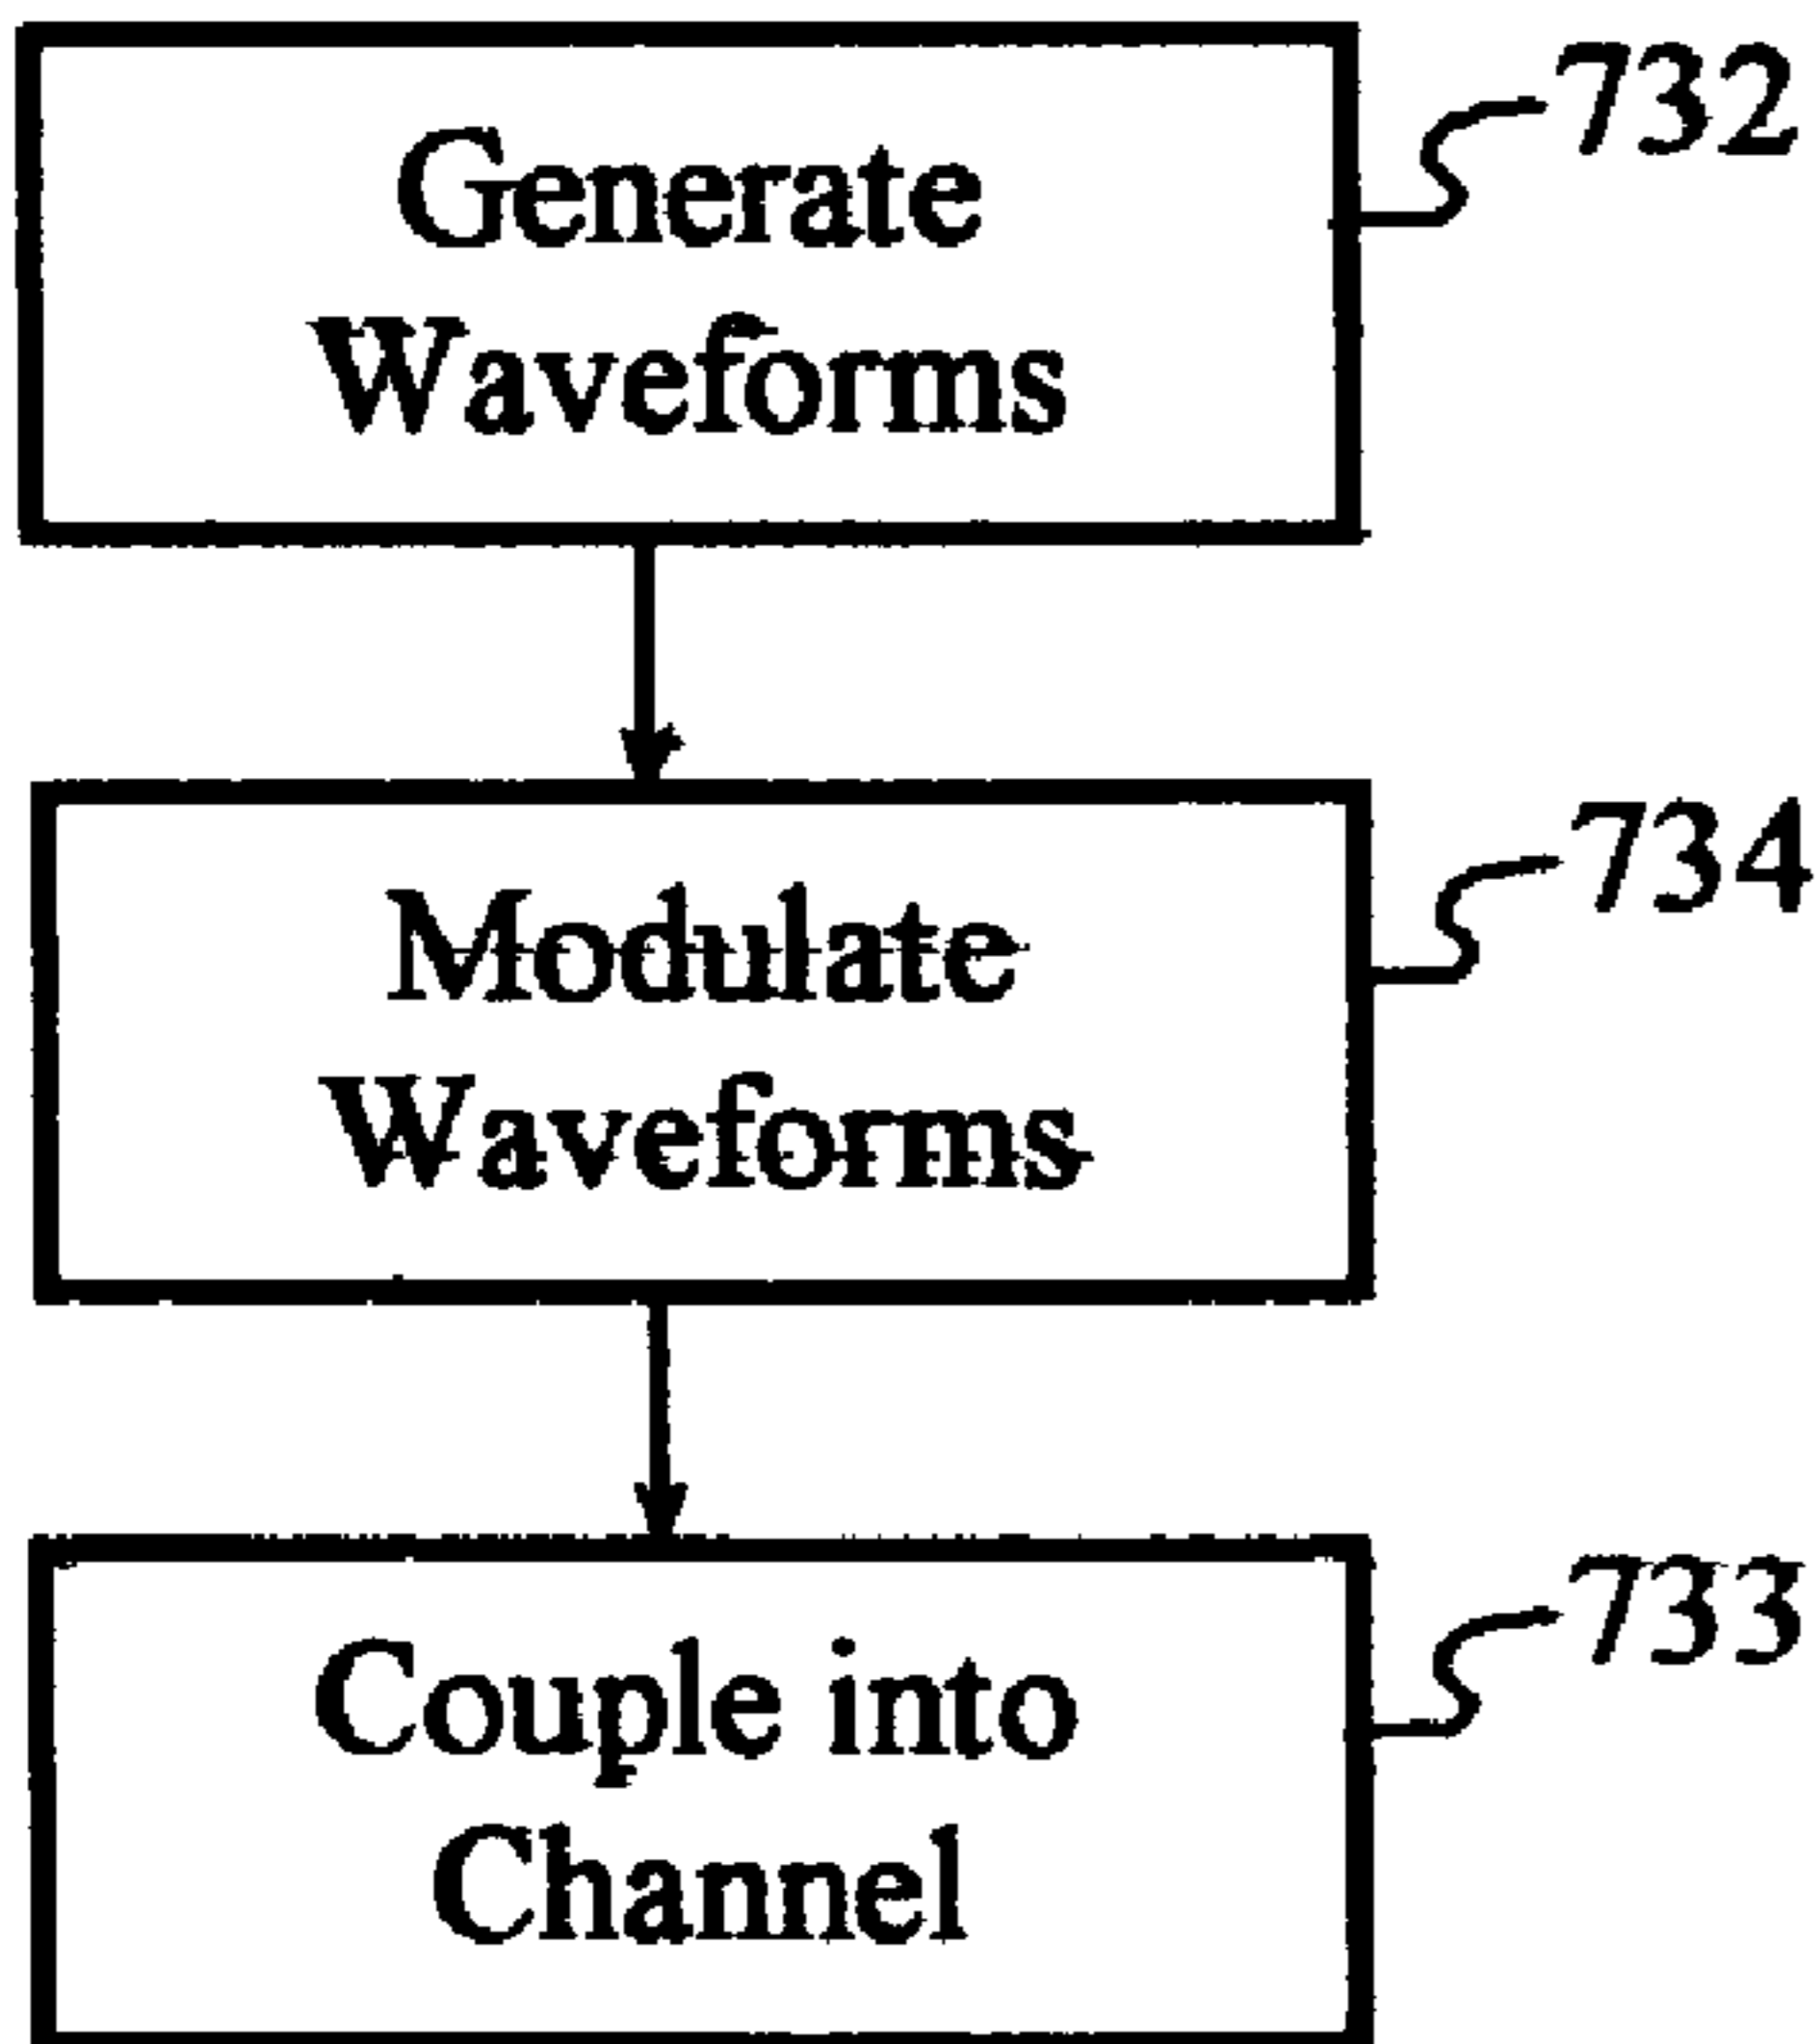 Generate
Waveforms
732
Modulate
Waveforms
734
Couple into
Channel
733